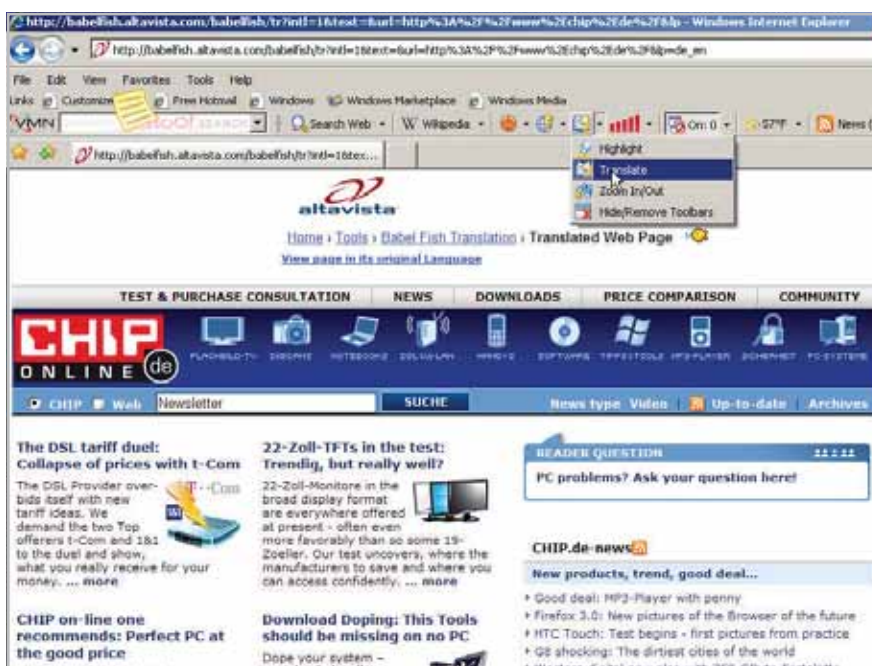 http://babelfish.altavista.com/babelfish/tr?intl=1&text=&url=http%3A%2F%2Fwww%2Echip%2Ede%2F&lp - Windows Internet Explorer
http://babelfish.altavista.com/babelfish/tr?intl=1&text=&url=http%3A%2F%2Fwww%2Echip%2Ede%2F&lp=de_en
File Edit View Favorites Tools Help
Links Customize Free Hotmail Windows Windows Marketplace Windows Media
VMN Search Web Wikipedia On: 0 57°F News
http://babelfish.altavista.com/babelfish/tr?intl=1&tex...
Highlight
Translate
Zoom In/Out
Hide/Remove Toolbars
altavista
Home › Tools › Babel Fish Translation › Translated Web Page
View page in its original Language
TEST & PURCHASE CONSULTATION NEWS DOWNLOADS PRICE COMPARISON COMMUNITY
CHIP
ONLINE de
NOTEBOOKS SOFTWARE MP3-PLAYER PC-SYSTEME
CHIP Web Newsletter SUCHE News type Video Up-to-date Archives
The DSL tariff duel:
Collapse of prices with t-Com
The DSL Provider over-
bids itself with new
tariff ideas. We
demand the two Top
offerers t-Com and 1&1
to the duel and show,
what you really receive for your
money. ... more
T - -Com
CHIP on-line one
recommends: Perfect PC at
the good price
22-Zoll-TFTs in the test:
Trendig, but really well?
22-Zoll-Monitore in the
broad display format
are everywhere offered
at present - often even
more favorably than so some 19-
Zoeller. Our test uncovers, where the
manufacturers to save and where you
can access confidently. ... more
Download Doping: This Tools
should be missing on no PC
Dope your system –
READER QUESTION
PC problems? Ask your question here!
CHIP.de-news
New products, trend, good deal...
Good deal: MP3-Player with penny
Firefox 3.0: New pictures of the Browser of the future
HTC Touch: Test begins - first pictures from practice
G8 shocking: The dirtiest cities of the world